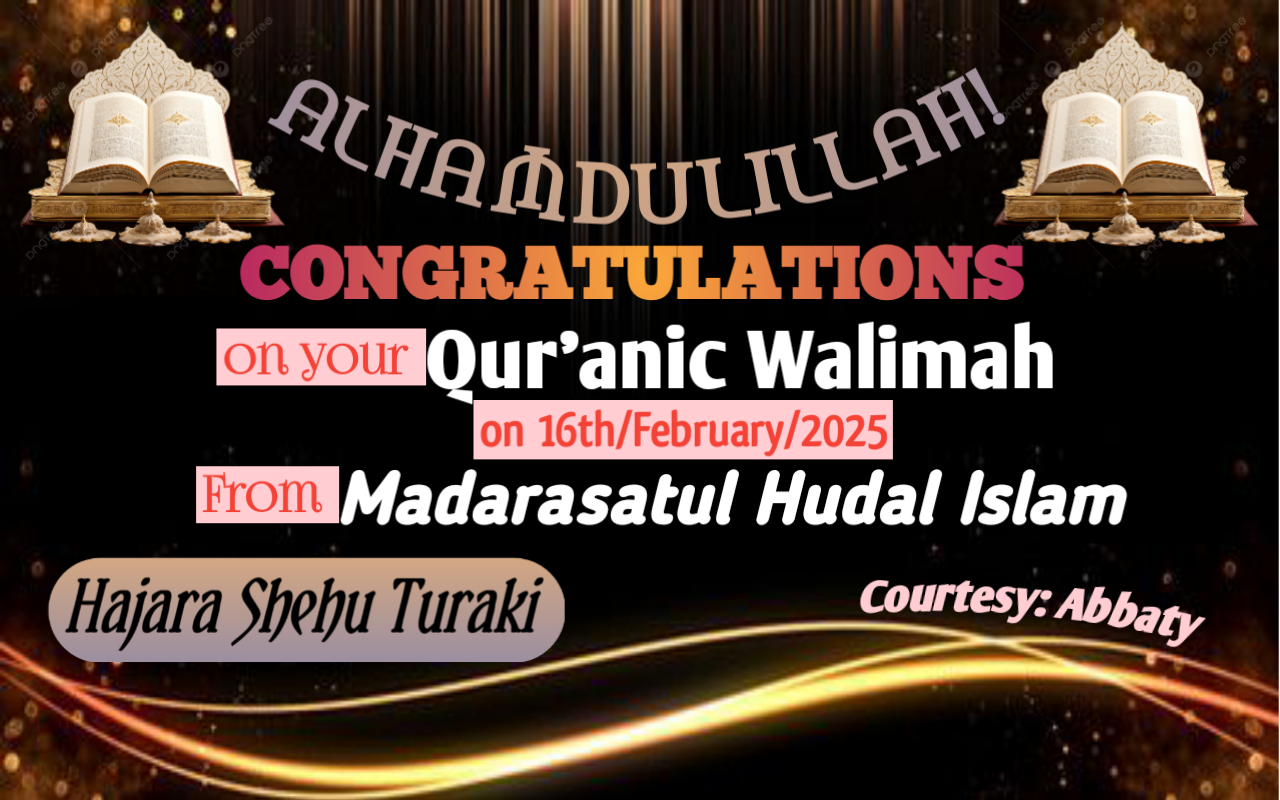 ALHAMDULILLAH!
CONGRATULATIONS
on your Qur'anic Walimah
on 16th/February/2025
From Madarasatul Hudal Islam
Hajara Shehu Turaki
Courtesy: Abbaty